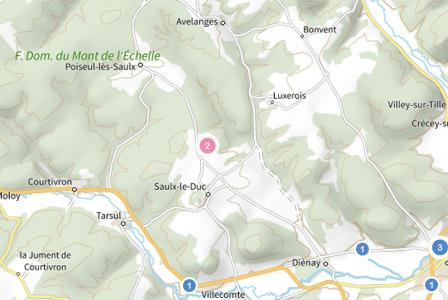 Avelanges
Bonvent
F. Dom. du Mont de l'Échelle
Poiseul-lès-Saulx
Luxerois
Villey-sur-Tille
Crécey-s
2
Courtivron
Moloy
Saulx-le-Duc
Tarsul
1
3
la Jument de
Courtivron
Diénay
1
1
Villecomte